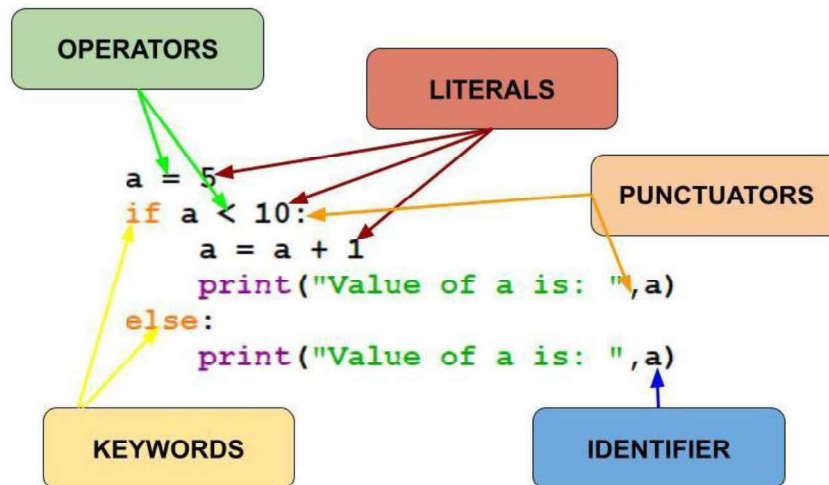 OPERATORS
LITERALS
PUNCTUATORS
a = 5
if a < 10:
a = a + 1
print("Value of a is: ",a)
else:
print("Value of a is: ",a)
KEYWORDS
IDENTIFIER